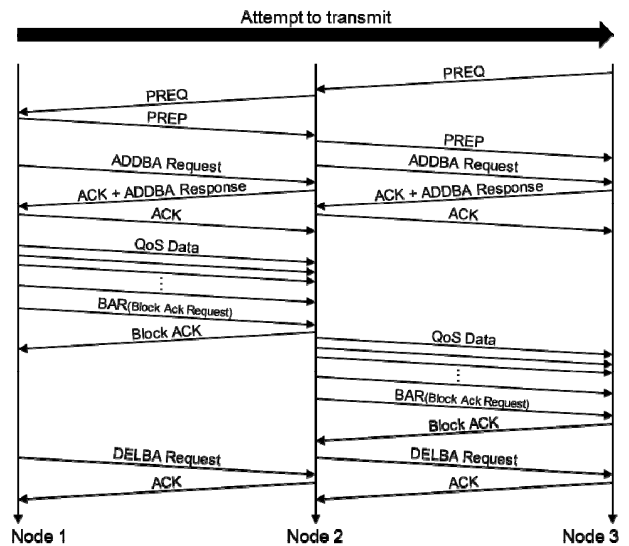 Attempt to transmit
PREQ
PREQ
PREP
PREP
ADDBA Request
ADDBA Request
ACK + ADDBA Response
ACK + ADDBA Response
ACK
ACK
QoS Data
⋮
BAR(Block Ack Request)
Block ACK
QoS Data
⋮
BAR(Block Ack Request)
Block ACK
DELBA Request
DELBA Request
ACK
ACK
Node 1
Node 2
Node 3